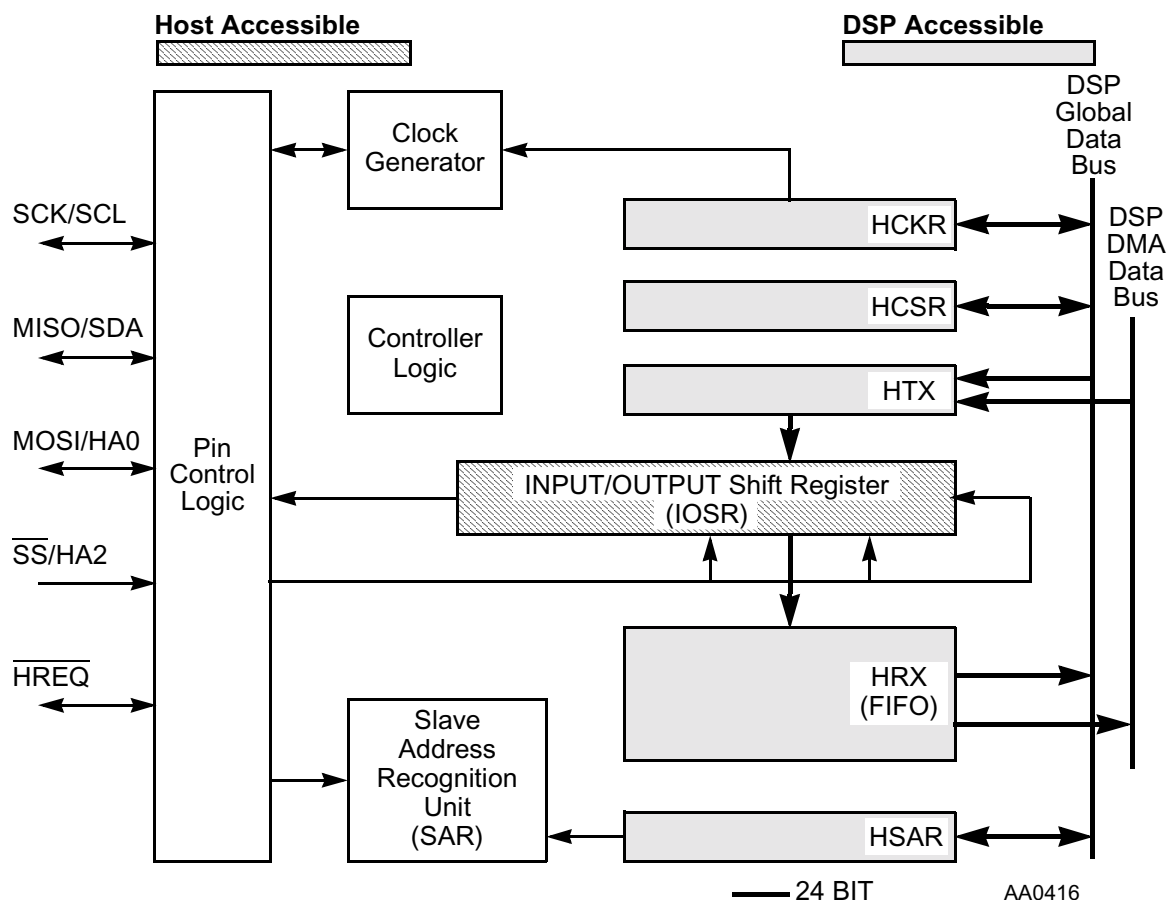 Host Accessible
DSP Accessible
DSP
Global
Data
Bus
DSP
DMA
Data
Bus
Clock
Generator
SCK/SCL
HCKR
MISO/SDA
Controller
Logic
HCSR
HTX
MOSI/HA0
Pin
Control
Logic
INPUT/OUTPUT Shift Register
(IOSR)
S̅S̅/HA2
H̅R̅E̅Q̅
HRX
(FIFO)
Slave
Address
Recognition
Unit
(SAR)
HSAR
24 BIT
AA0416